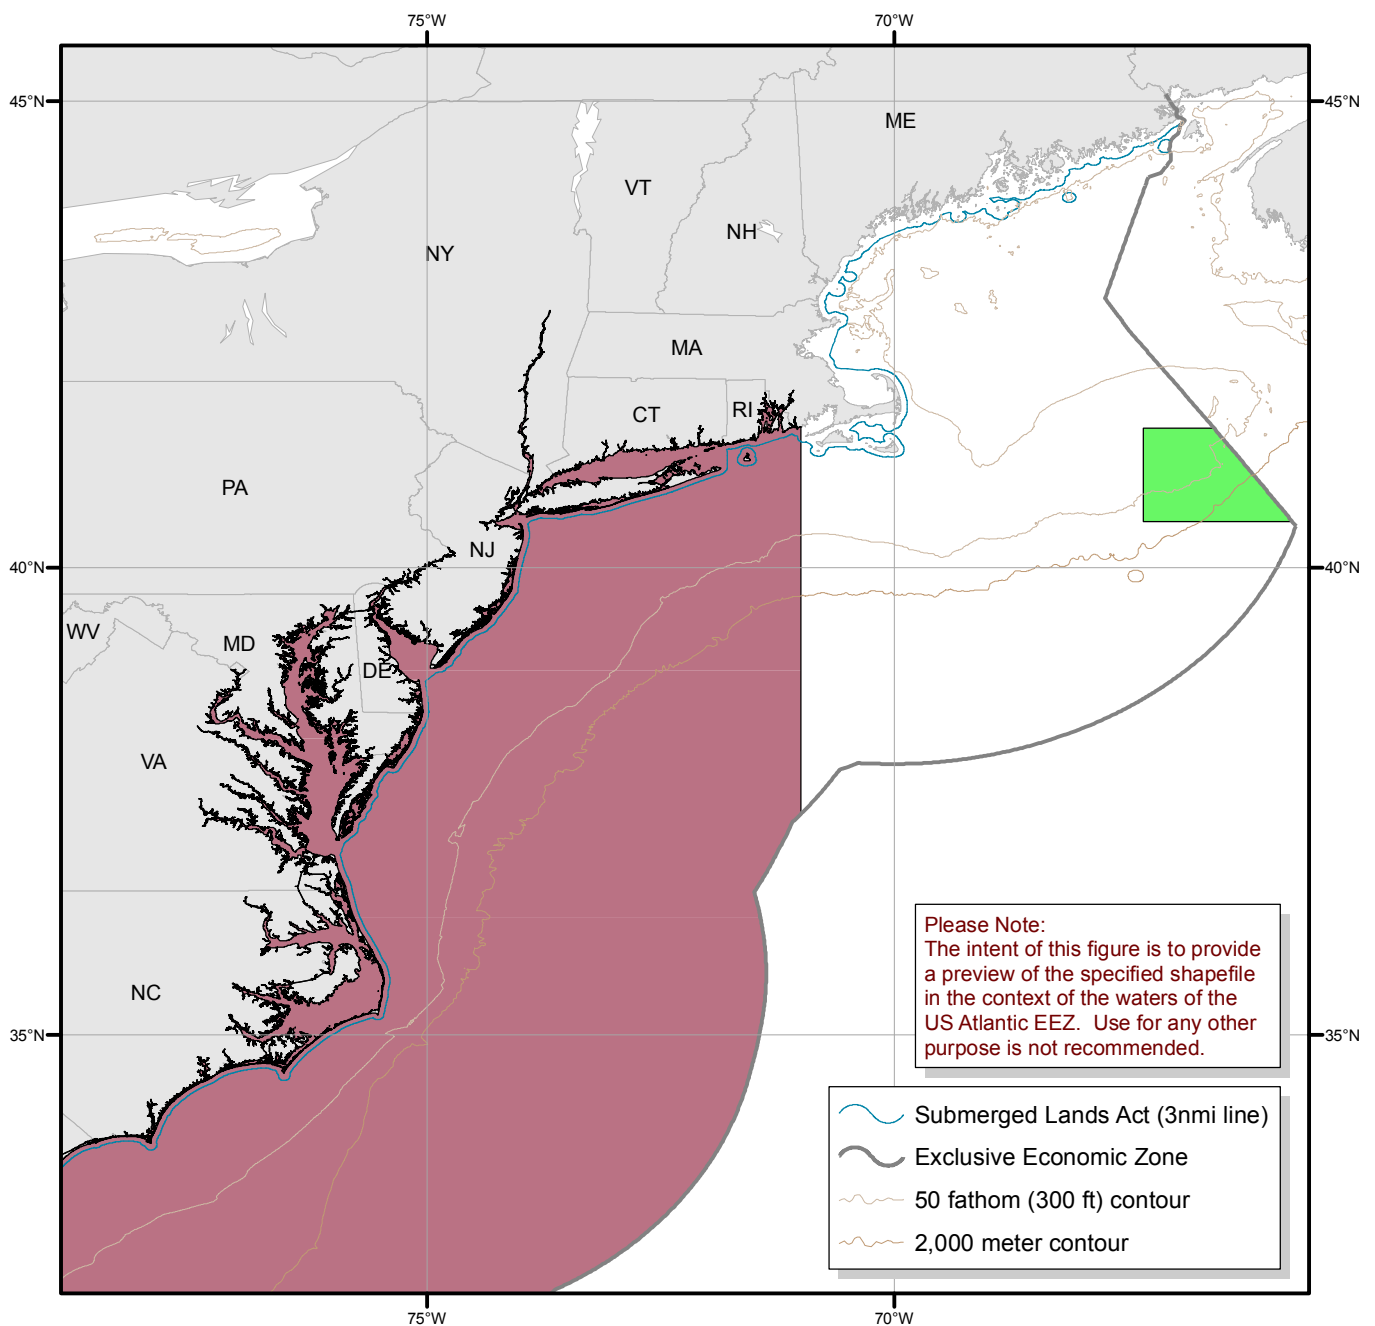 75°W
70°W
45°N
45°N
ME
VT
NH
NY
MA
CT
RI
PA
NJ
40°N
40°N
WV
MD
DE
VA
NC
35°N
35°N
Please Note:
The intent of this figure is to provide
a preview of the specified shapefile
in the context of the waters of the
US Atlantic EEZ.  Use for any other
purpose is not recommended.
Submerged Lands Act (3nmi line)
Exclusive Economic Zone
50 fathom (300 ft) contour
2,000 meter contour
75°W
70°W